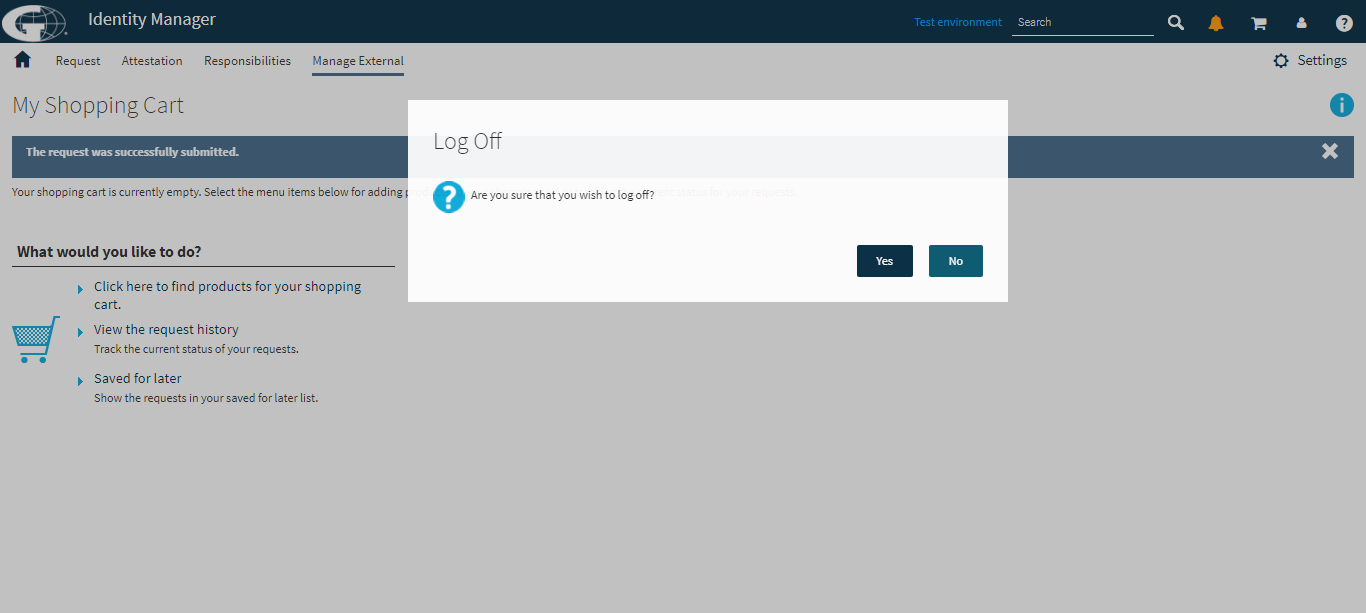 Identity Manager
Test environment
Search
Request
Attestation
Responsibilities
Manage External
Settings
My Shopping Cart
The request was successfully submitted.
Your shopping cart is currently empty. Select the menu items below for adding
status for your requests.
Log Off
Are you sure that you wish to log off?
Yes
No
What would you like to do?
Click here to find products for your shopping
cart.
View the request history
Track the current status of your requests.
Saved for later
Show the requests in your saved for later list.